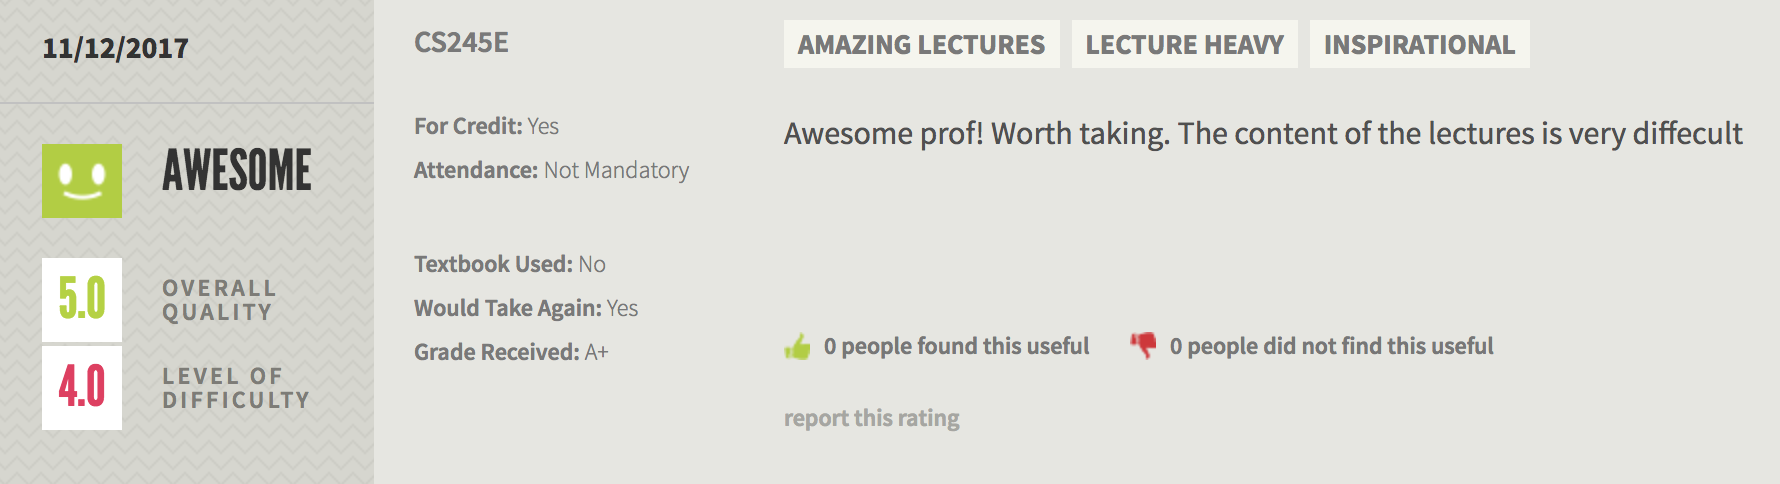 11/12/2017
AWESOME
5.0 OVERALL
QUALITY
4.0 LEVEL OF
DIFFICULTY
CS245E
For Credit: Yes
Attendance: Not Mandatory
Textbook Used: No
Would Take Again: Yes
Grade Received: A+
AMAZING LECTURES LECTURE HEAVY INSPIRATIONAL
Awesome prof! Worth taking. The content of the lectures is very diffecult
0 people found this useful 0 people did not find this useful
report this rating